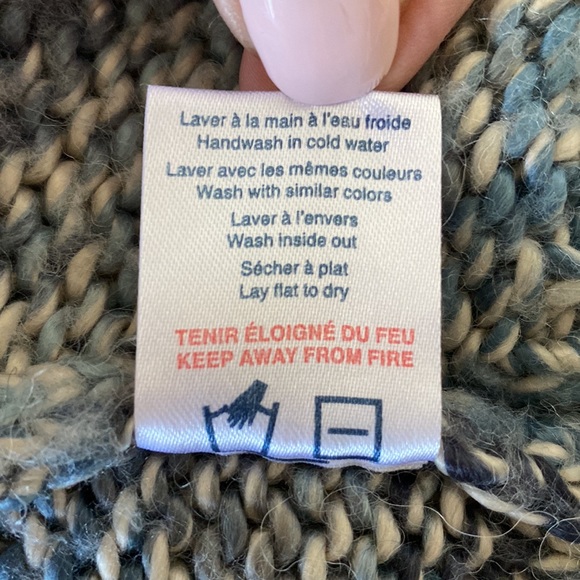 Laver à la main à l'eau froide
Handwash in cold water
Laver avec les mêmes couleurs
Wash with similar colors
Laver à l'envers
Wash inside out
Sécher à plat
Lay flat to dry
TENIR ÉLOIGNÉ DU FEU
KEEP AWAY FROM FIRE